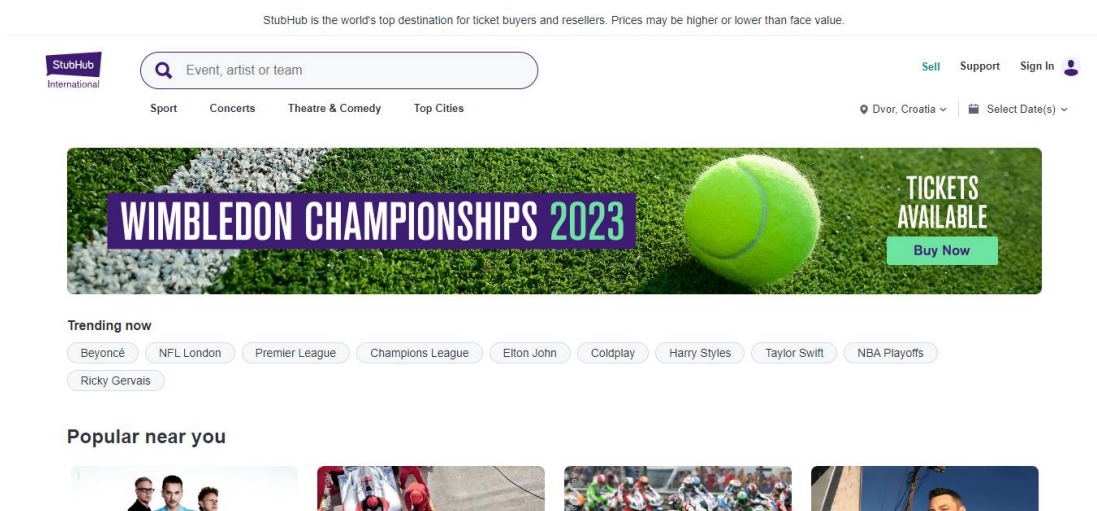 StubHub is the world's top destination for ticket buyers and resellers. Prices may be higher or lower than face value.
StubHub
International
Event, artist or team
Sell Support Sign In
Sport Concerts Theatre & Comedy Top Cities
Dvor, Croatia Select Date(s)
WIMBLEDON CHAMPIONSHIPS 2023
TICKETS
AVAILABLE
Buy Now
Trending now
Beyoncé NFL London Premier League Champions League Elton John Coldplay Harry Styles Taylor Swift NBA Playoffs
Ricky Gervais
Popular near you